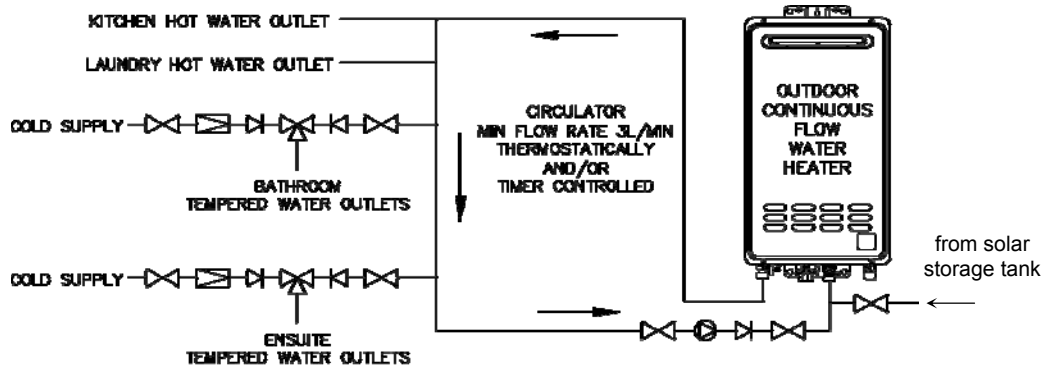 KITCHEN HOT WATER OUTLET
LAUNDRY HOT WATER OUTLET
COLD SUPPLY
BATHROOM
TEMPERED WATER OUTLETS
COLD SUPPLY
ENSUITE
TEMPERED WATER OUTLETS
CIRCULATOR
MIN FLOW RATE 3L/MIN
THERMOSTATICALLY
AND/OR
TIMER CONTROLLED
OUTDOOR
CONTINUOUS
FLOW
WATER
HEATER
from solar
storage tank